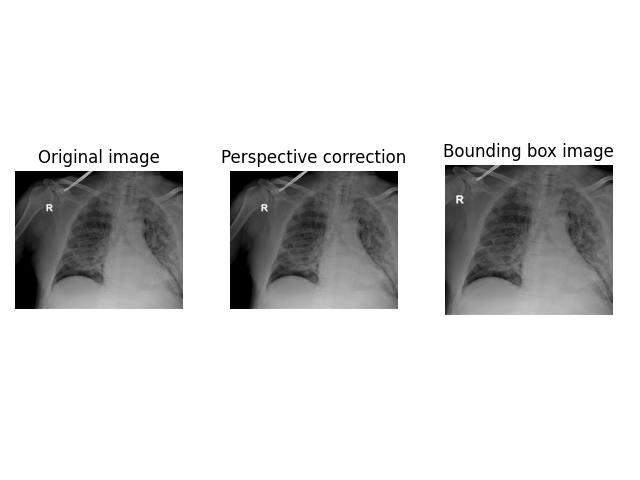 Original image
Perspective correction
Bounding box image
R
R
R